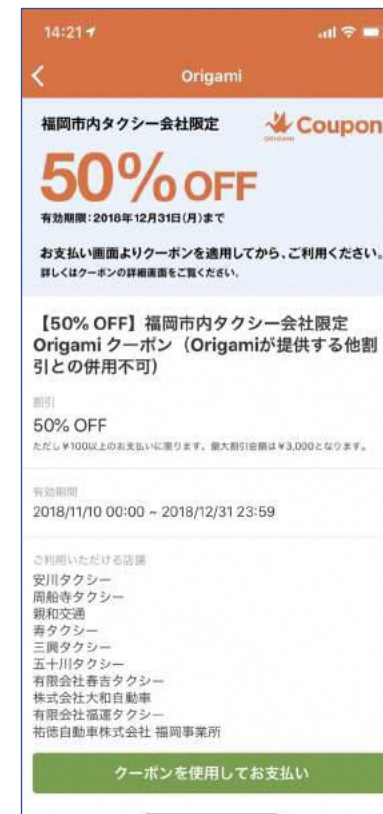 14:21
Origami
福岡市内タクシー会社限定
ORIGAMI Coupon
50% OFF
有効期限:2018年12月31日(月)まで
お支払い画面よりクーポンを適用してから、ご利用ください。
詳しくはクーポンの詳細画面をご覧ください。
【50% OFF】福岡市内タクシー会社限定
Origami クーポン（Origamiが提供する他割
引との併用不可）
割引
50% OFF
ただし¥100以上のお支払いに限ります。最大割引金額は¥3,000となります。
有効期間
2018/11/10 00:00 ~ 2018/12/31 23:59
ご利用いただける店舗
安川タクシー
周船寺タクシー
親和交通
寿タクシー
三興タクシー
五十川タクシー
有限会社春吉タクシー
株式会社大和自動車
有限会社福運タクシー
祐徳自動車株式会社 福岡事業所
クーポンを使用してお支払い